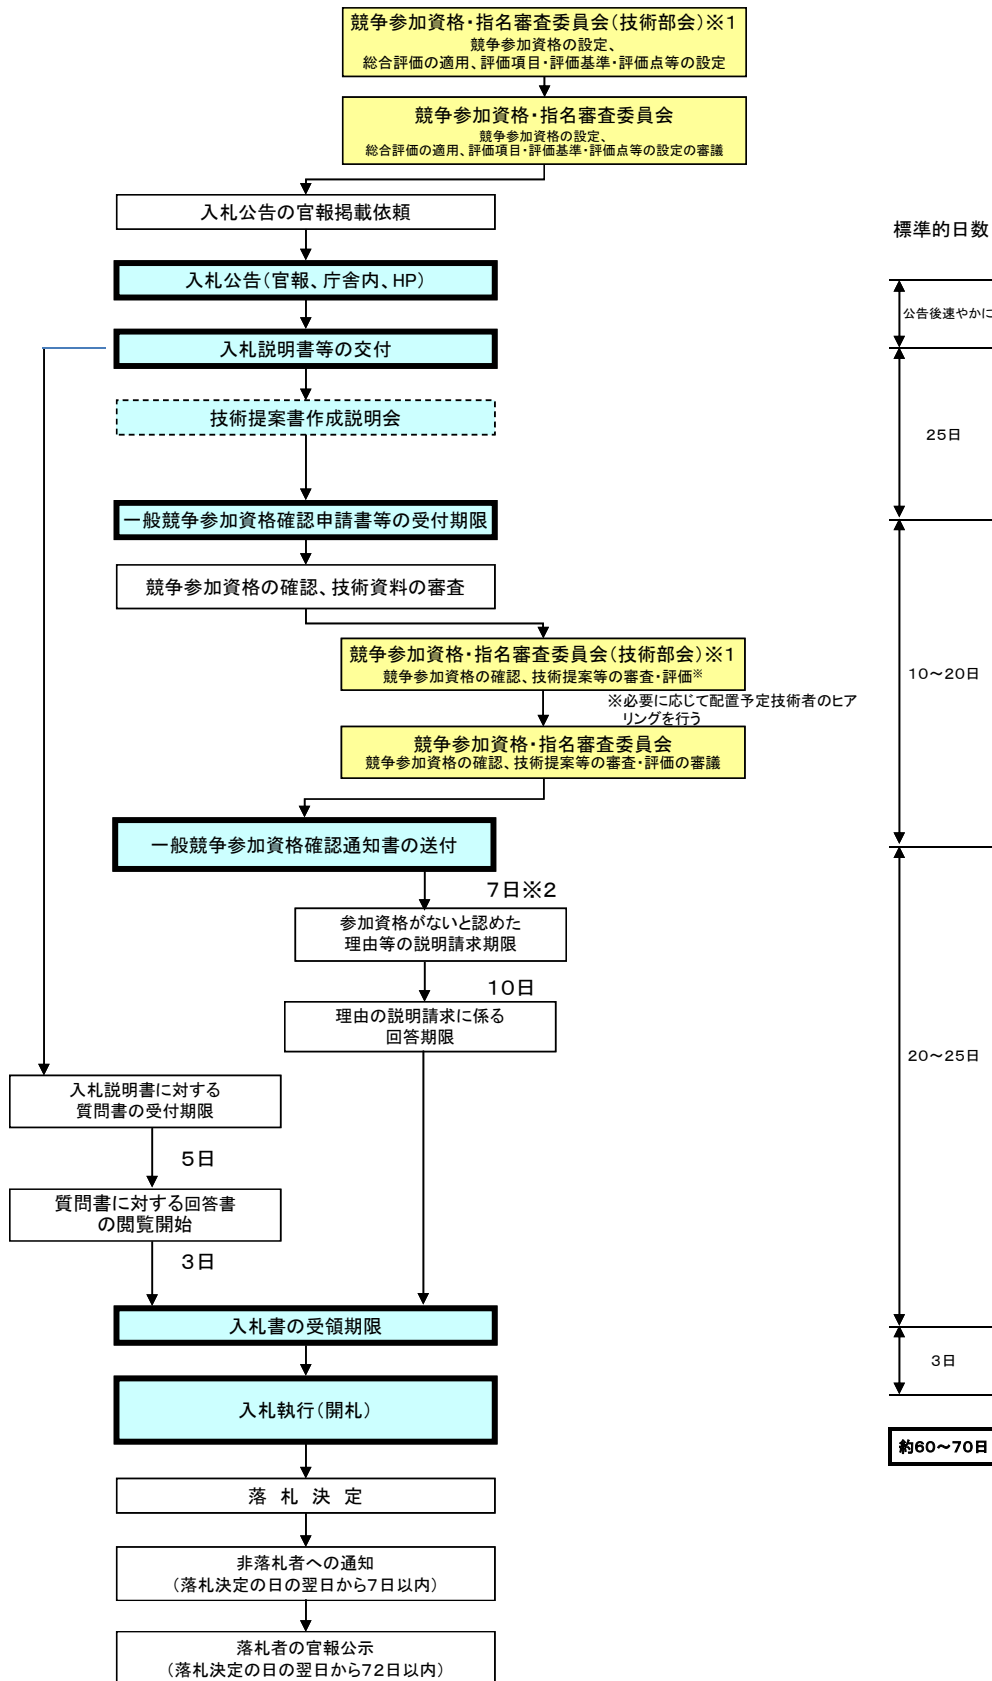 競争参加資格・指名審査委員会(技術部会)※1
競争参加資格の設定、
総合評価の適用、評価項目・評価基準・評価点等の設定
競争参加資格・指名審査委員会
競争参加資格の設定、
総合評価の適用、評価項目・評価基準・評価点等の設定の審議
入札公告の官報掲載依頼
標準的日数
入札公告(官報、庁舎内、HP)
公告後速やかに
入札説明書等の交付
技術提案書作成説明会
25日
一般競争参加資格確認申請書等の受付期限
競争参加資格の確認、技術資料の審査
競争参加資格・指名審査委員会(技術部会)※1
競争参加資格の確認、技術提案等の審査・評価※
10~20日
※必要に応じて配置予定技術者のヒア
リングを行う
競争参加資格・指名審査委員会
競争参加資格の確認、技術提案等の審査・評価の審議
一般競争参加資格確認通知書の送付
7日※2
参加資格がないと認めた
理由等の説明請求期限
10日
理由の説明請求に係る
回答期限
20~25日
入札説明書に対する
質問書の受付期限
5日
質問書に対する回答書
の閲覧開始
3日
入札書の受領期限
3日
入札執行(開札)
約60~70日
落 札 決 定
非落札者への通知
(落札決定の日の翌日から7日以内)
落札者の官報公示
(落札決定の日の翌日から72日以内)